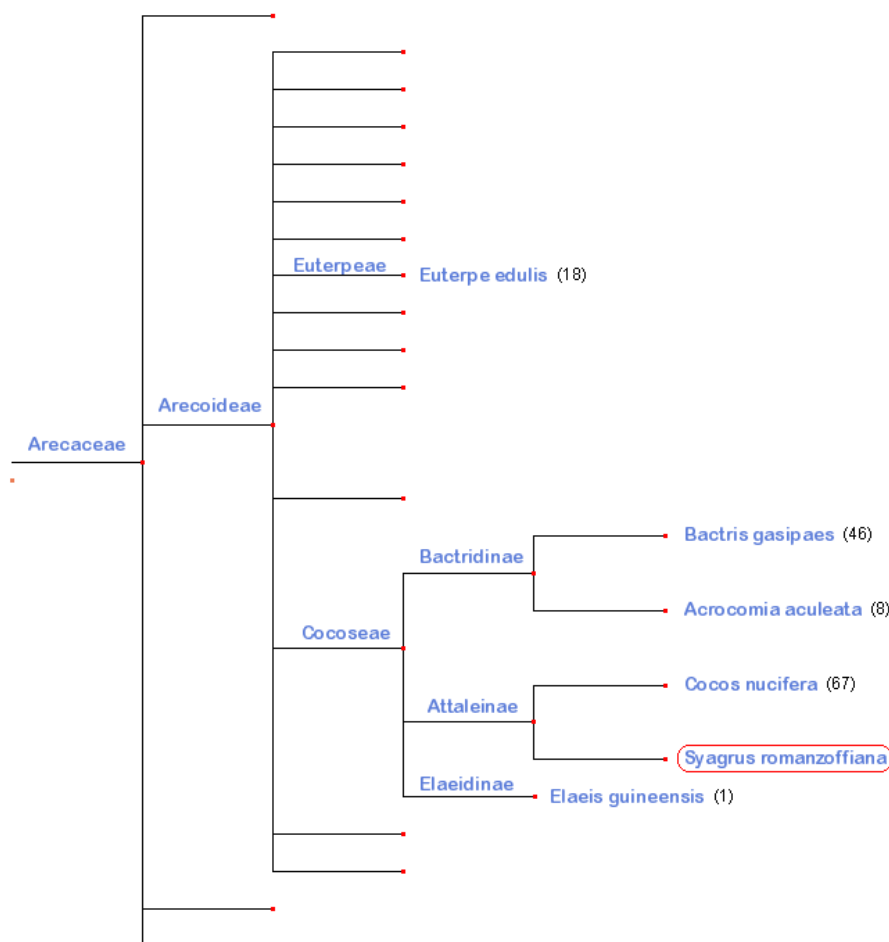 Euterpeae
Euterpe edulis (18)
Arecoideae
Arecaceae
Bactris gasipaes (46)
Bactridinae
Acrocomia aculeata (8)
Cocoseae
Cocos nucifera (67)
Attaleinae
Syagrus romanzoffiana
Elaeidinae
Elaeis guineensis (1)